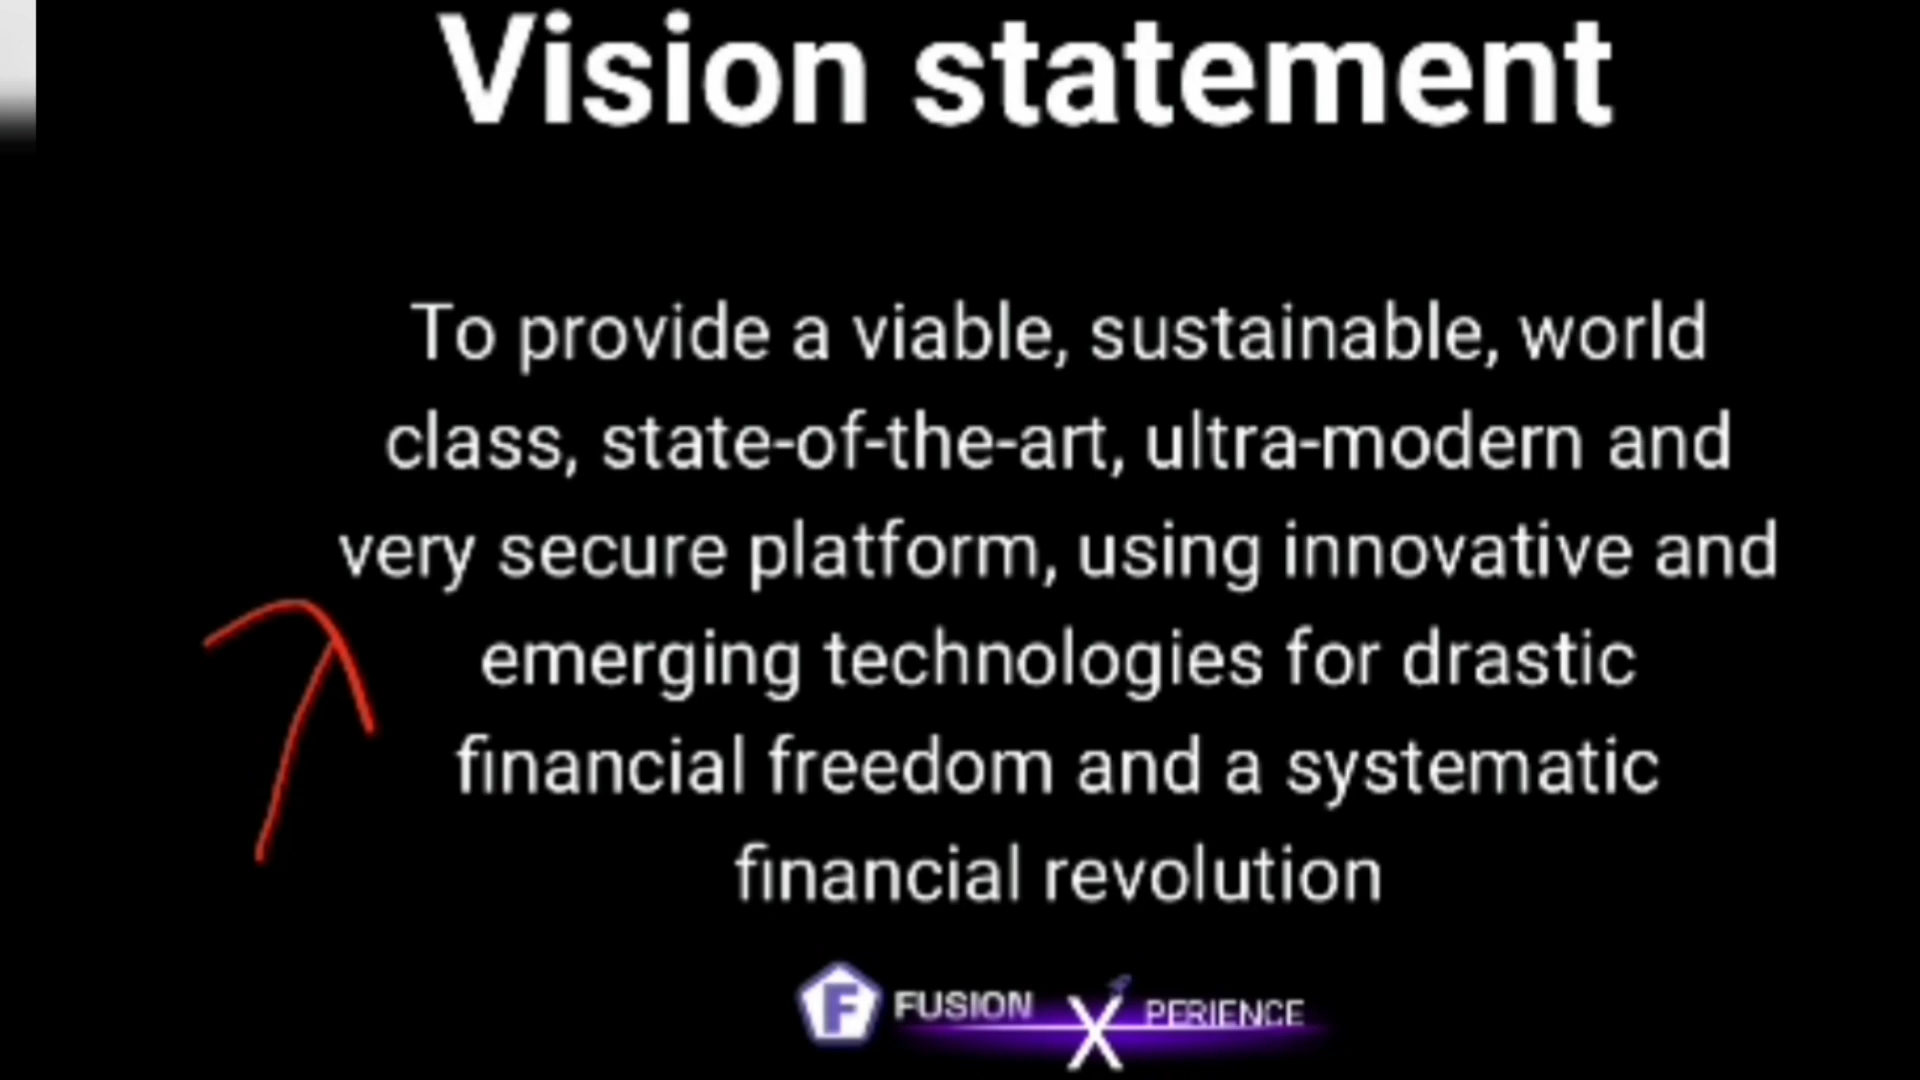 Vision statement
To provide a viable, sustainable, world
class, state-of-the-art, ultra-modern and
very secure platform, using innovative and
emerging technologies for drastic
financial freedom and a systematic
financial revolution
F FUSION XPERIENCE